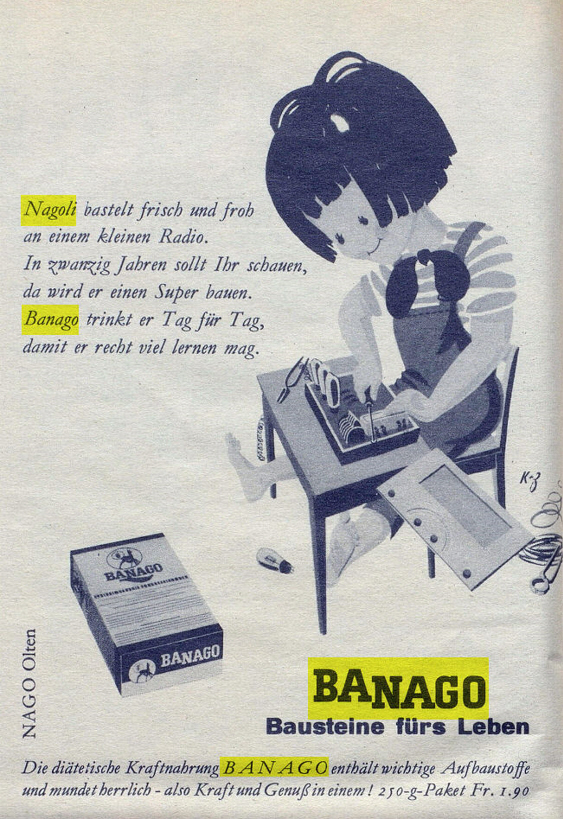 Nagoli bastelt frisch und froh
an einem kleinen Radio.
In zwanzig Jahren sollt Ihr schauen,
da wird er einen Super bauen.
Banago trinkt er Tag für Tag,
damit er recht viel lernen mag.
K-3
BANAGO
BANAGO
NAGO Olten
BANAGO
Bausteine fürs Leben
Die diätetische Kraftnahrung BANAGO enthält wichtige Aufbaustoffe
und mundet herrlich - also Kraft und Genuß in einem! 250-g-Paket Fr. 1.90